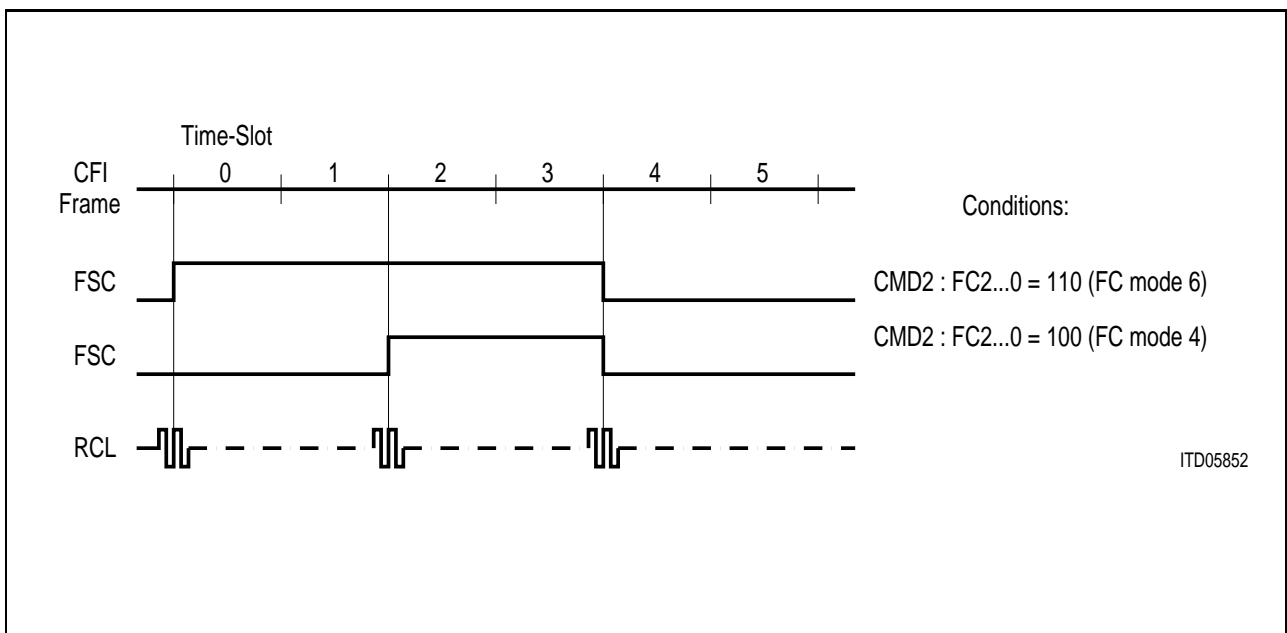 Time-Slot
CFI 0 1 2 3 4 5
Frame
Conditions:
FSC CMD2 : FC2...0 = 110 (FC mode 6)
FSC CMD2 : FC2...0 = 100 (FC mode 4)
RCL
ITD05852